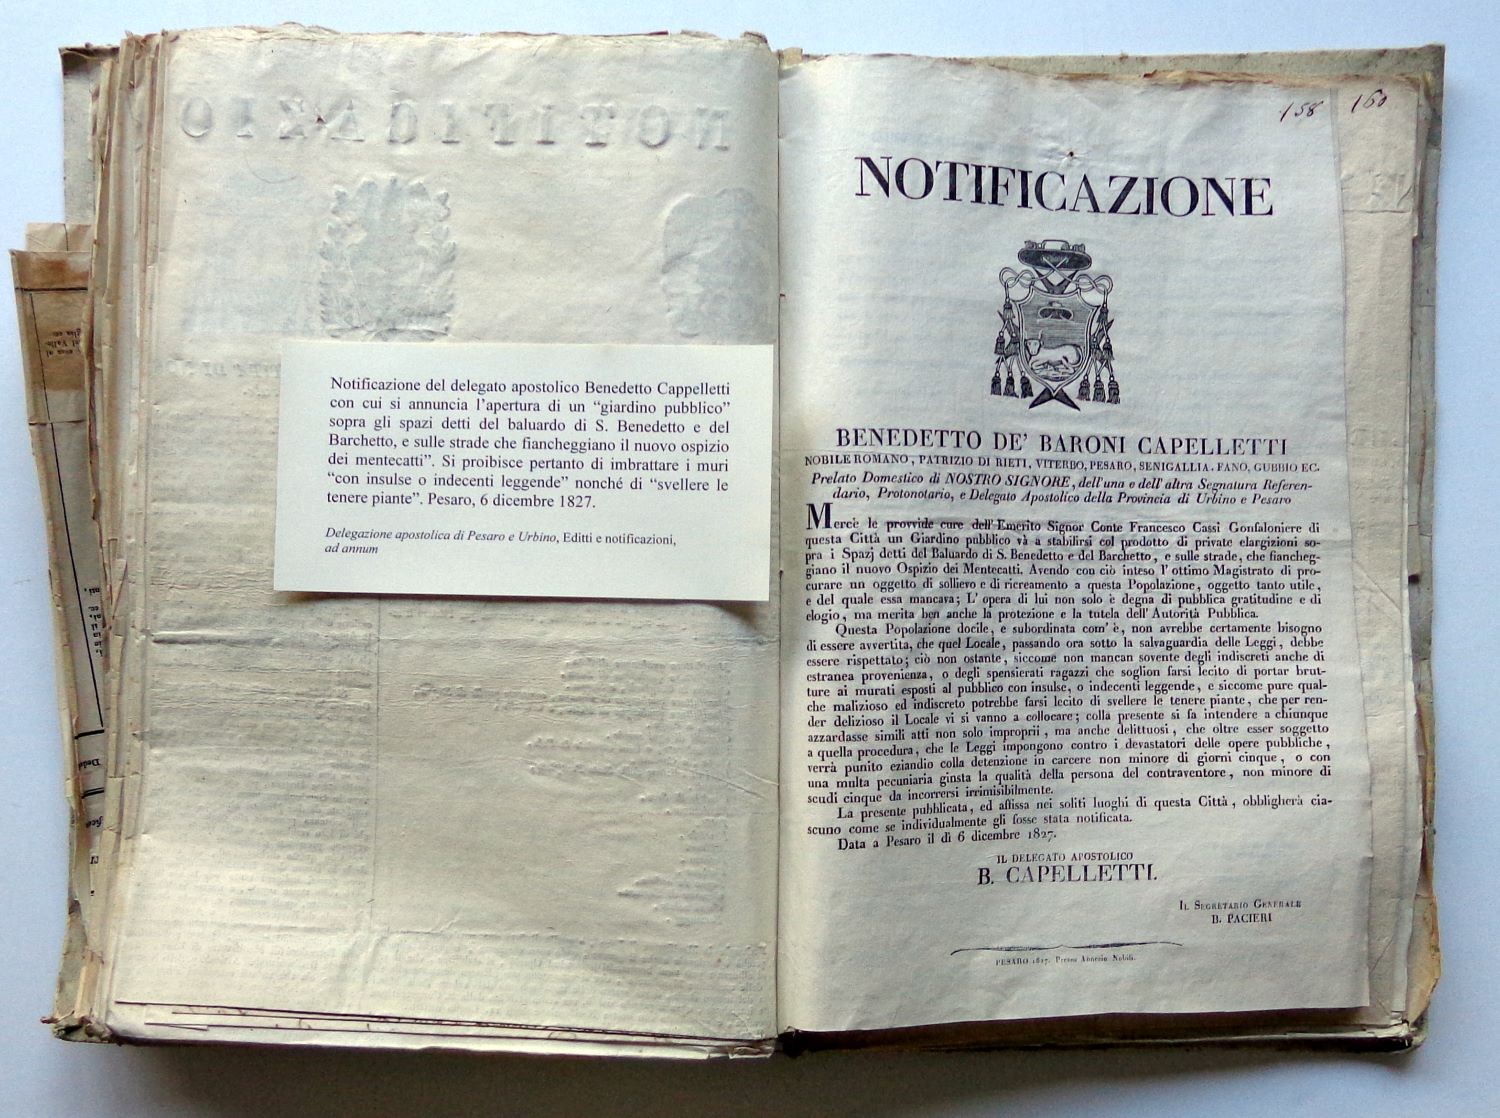 NOTIFICAZIO
Notificazione del delegato apostolico Benedetto Cappelletti
con cui si annuncia l'apertura di un “giardino pubblico”
sopra gli spazi detti del baluardo di S. Benedetto e del
Barchetto, e sulle strade che fiancheggiano il nuovo ospizio
dei mentecatti”. Si proibisce pertanto di imbrattare i muri
“con insulse o indecenti leggende” nonché di “svellere le
tenere piante”. Pesaro, 6 dicembre 1827.
Delegazione apostolica di Pesaro e Urbino, Editti e notificazioni,
ad annum
158 160
NOTIFICAZIONE
BENEDETTO DE' BARONI CAPELLETTI
NOBILE ROMANO, PATRIZIO DI RIETI, VITERBO, PESARO, SENIGALLIA, FANO, GUBBIO EC.
Prelato Domestico di NOSTRO SIGNORE, dell'una e dell'altra Segnatura Referen-
dario, Protonotario, e Delegato Apostolico della Provincia di Urbino e Pesaro
Mercè le provvide cure dell'Emerito Signor Conte Francesco Cassi Gonfaloniere di
questa Città un Giardino pubblico và a stabilirsi col prodotto di private elargizioni so-
pra i Spazj detti del Baluardo di S. Benedetto e del Barchetto, e sulle strade, che fiancheg-
giano il nuovo Ospizio dei Mentecatti. Avendo con ciò inteso l'ottimo Magistrato di pro-
curare un oggetto di sollievo e di ricreamento a questa Popolazione, oggetto tanto utile,
e del quale essa mancava; L'opera di lui non solo è degna di pubblica gratitudine e di
elogio, ma merita ben anche la protezione e la tutela dell'Autorità Pubblica.
Questa Popolazione docile, e subordinata com'è, non avrebbe certamente bisogno
di essere avvertita, che quel Locale, passando ora sotto la salvaguardia delle Leggi, debbe
essere rispettato; ciò non ostante, siccome non mancan sovente degli indiscreti anche di
estranea provenienza, o degli spensierati ragazzi che soglion farsi lecito di portar brut-
ture ai murati esposti al pubblico con insulse, o indecenti leggende, e siccome pure qual-
che malizioso ed indiscreto potrebbe farsi lecito di svellere le tenere piante, che per ren-
der delizioso il Locale vi si vanno a collocare; colla presente si fa intendere a chiunque
azzardasse simili atti non solo improprii, ma anche delittuosi, che oltre esser soggetto
a quella procedura, che le Leggi impongono contro i devastatori delle opere pubbliche,
verrà punito eziandio colla detenzione in carcere non minore di giorni cinque, o con
una multa pecuniaria giusta la qualità della persona del contraventore, non minore di
scudi cinque da incorrersi irrimisibilmente.
La presente pubblicata, ed affissa nei soliti luoghi di questa Città, obbligherà cia-
scuno come se individualmente gli fosse stata notificata.
Data a Pesaro il dì 6 dicembre 1827.
IL DELEGATO APOSTOLICO
B. CAPELLETTI.
IL SEGRETARIO GENERALE
B. PACIERI
PESARO 1827. Presso Annesio Nobili.